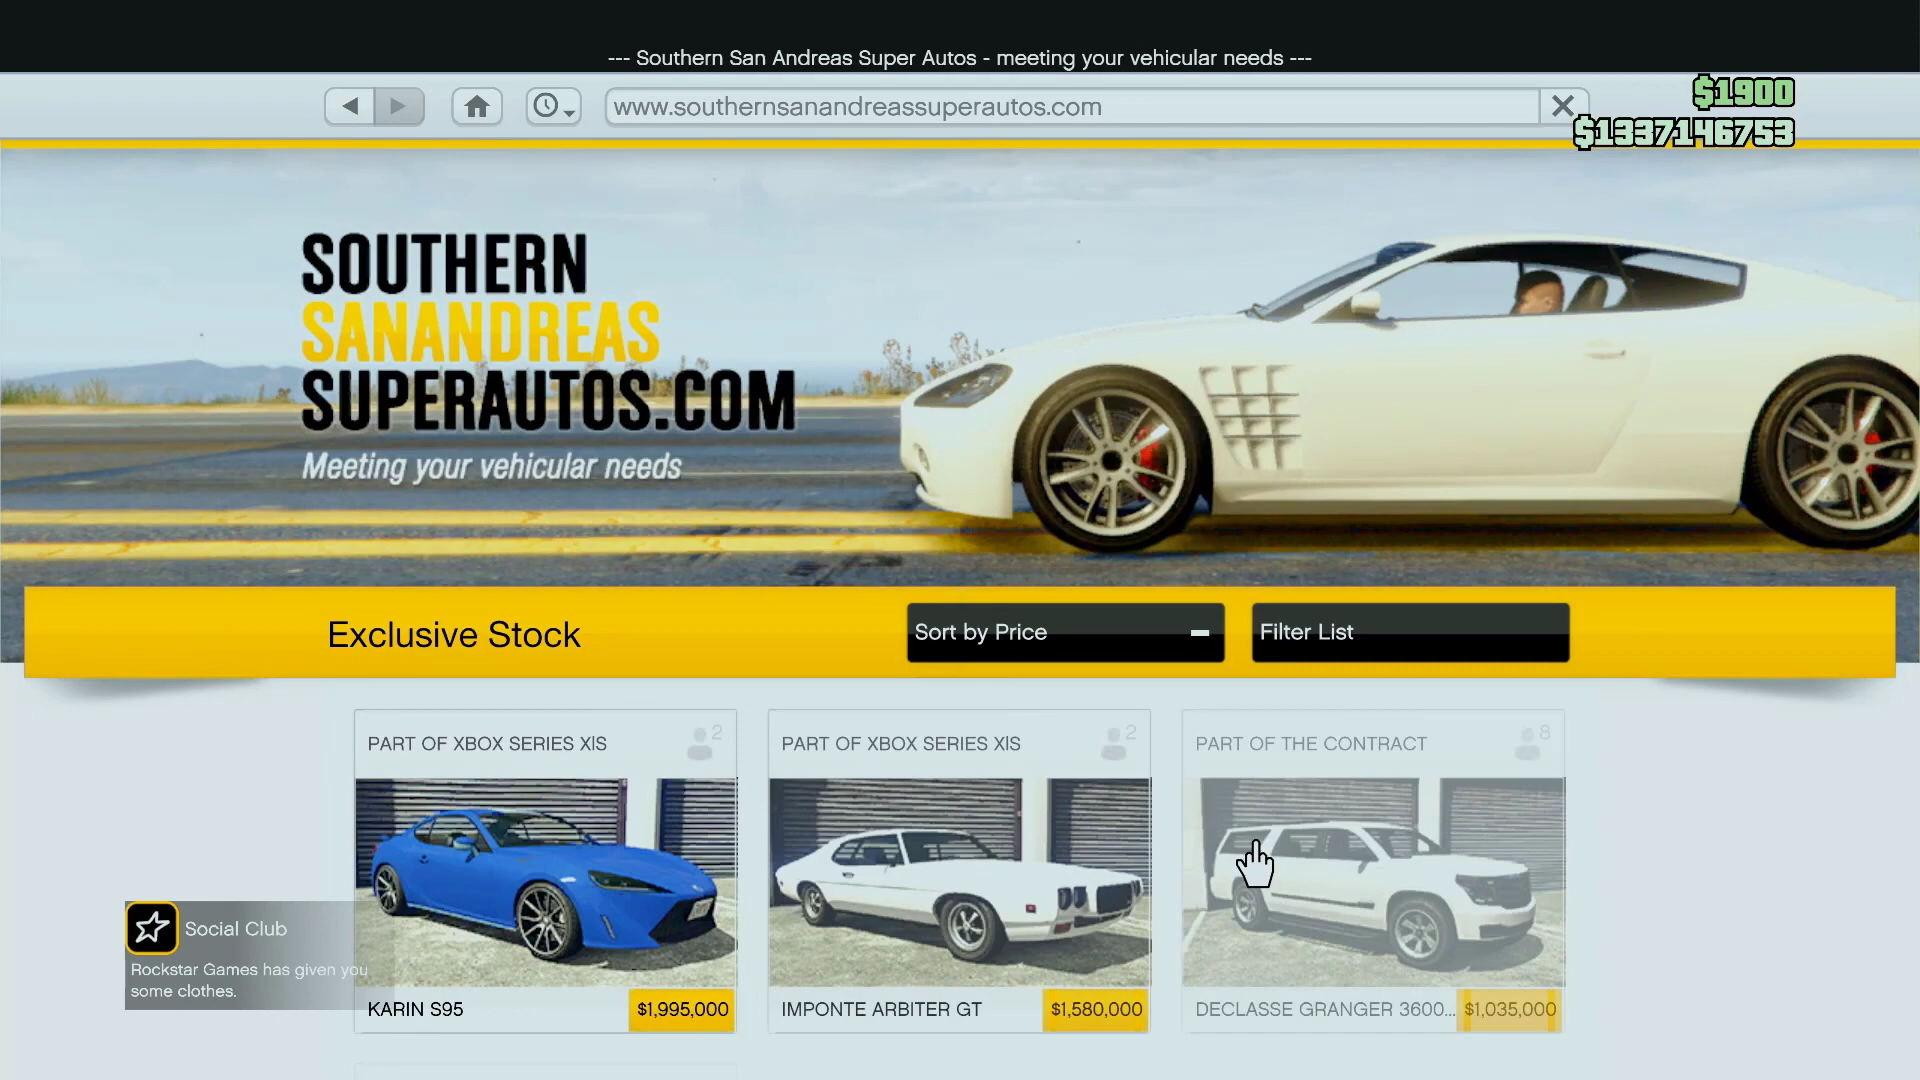 --- Southern San Andreas Super Autos - meeting your vehicular needs ---
www.southernsanandreassuperautos.com
$1900
$1337146753
SOUTHERN
SANANDREAS
SUPERAUTOS.COM
Meeting your vehicular needs
Exclusive Stock
Sort by Price
Filter List
PART OF XBOX SERIES X|S
2
PART OF XBOX SERIES X|S
2
PART OF THE CONTRACT
8
Social Club
Rockstar Games has given you
some clothes.
KARIN S95
$1,995,000
IMPONTE ARBITER GT
$1,580,000
DECLASSE GRANGER 3600...
$1,035,000